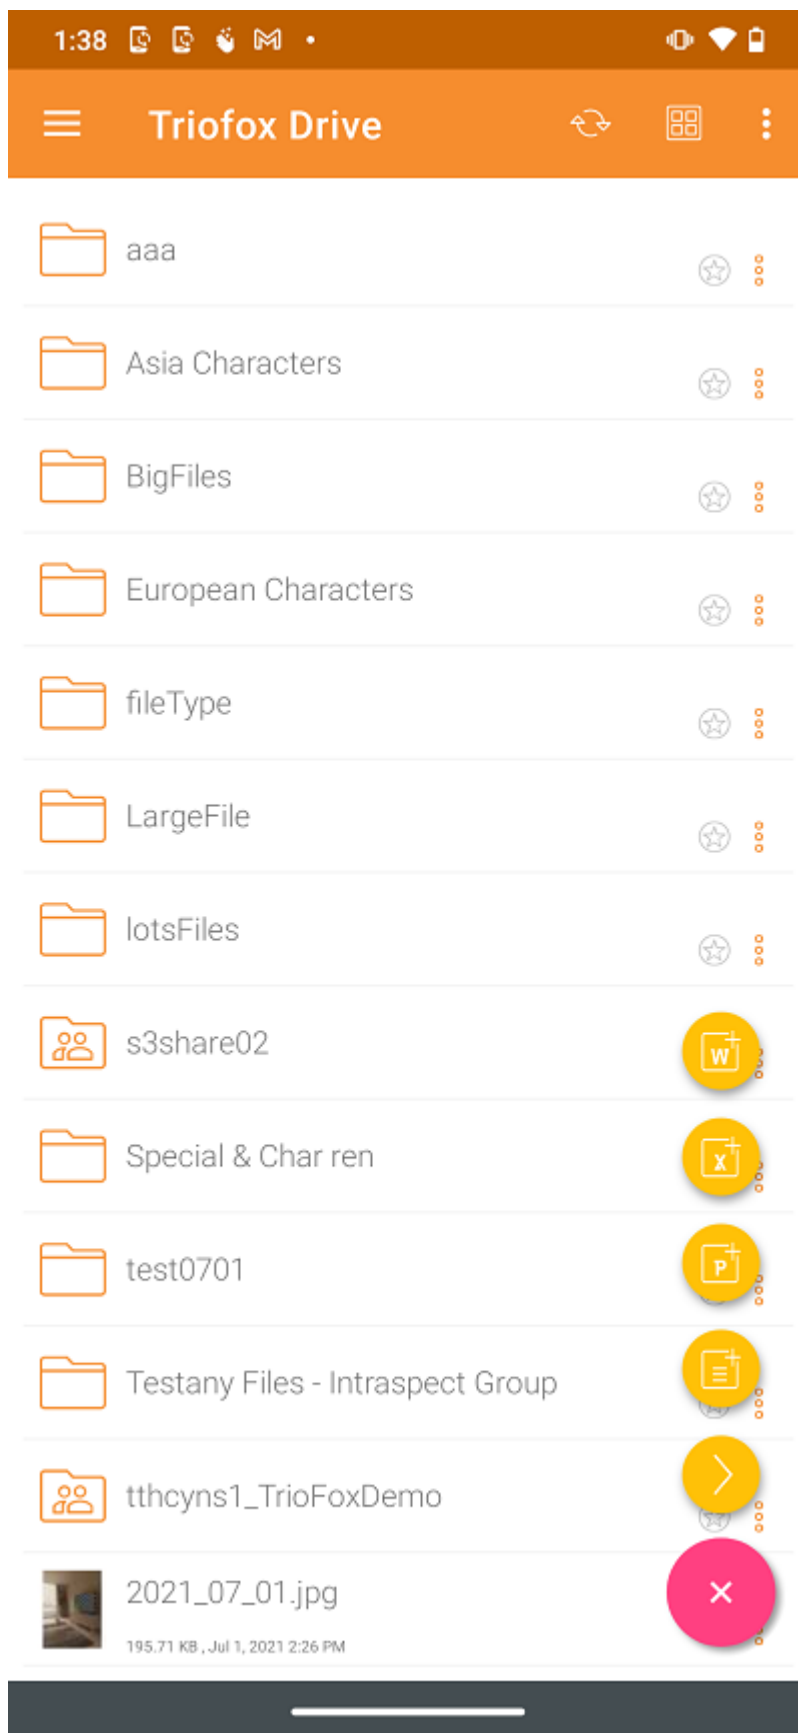 1:38
Triofox Drive
aaa
Asia Characters
BigFiles
European Characters
fileType
LargeFile
lotsFiles
s3share02
W
Special & Char ren
X
test0701
P
Testany Files - Intraspect Group
tthcyns1_TrioFoxDemo
2021_07_01.jpg
195.71 KB , Jul 1, 2021 2:26 PM